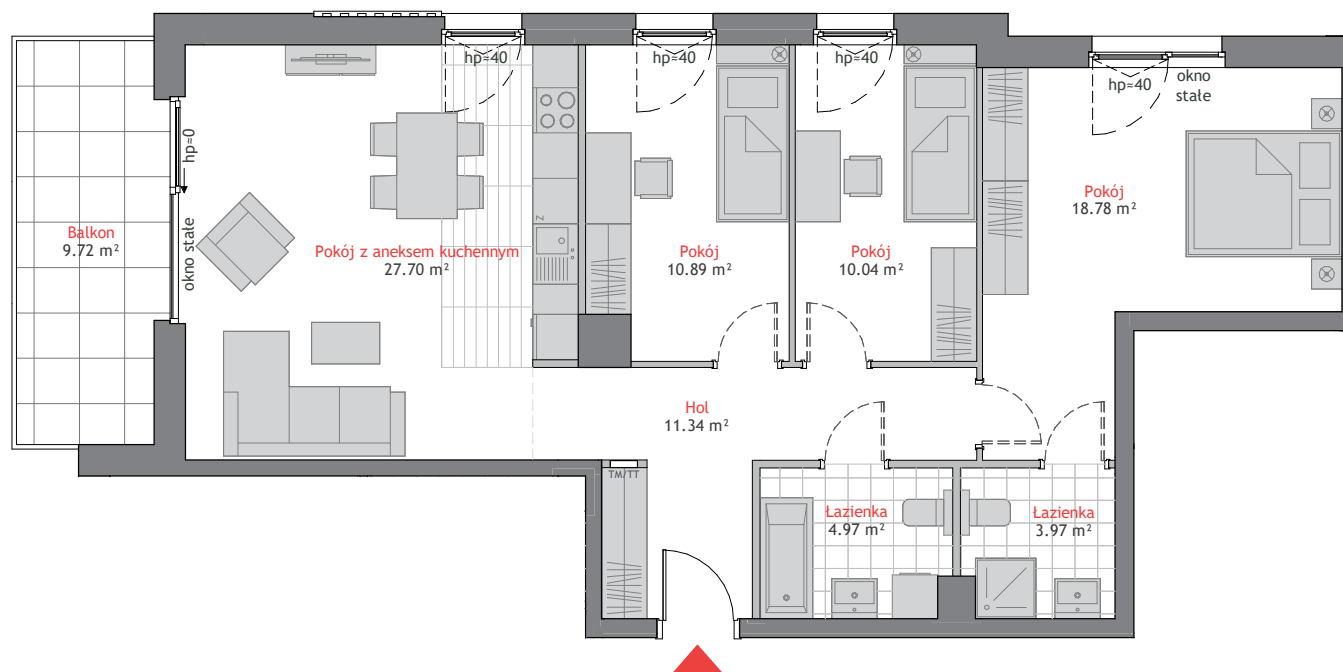 hp≈40
hp≈40
hp≈40
hp≈40
okno
stałe
hp≈0
okno stałe
Balkon
9.72 m²
Pokój z aneksem kuchennym
27.70 m²
Z
Pokój
10.89 m²
Pokój
10.04 m²
Pokój
18.78 m²
Hol
11.34 m²
TM/TT
Łazienka
4.97 m²
Łazienka
3.97 m²